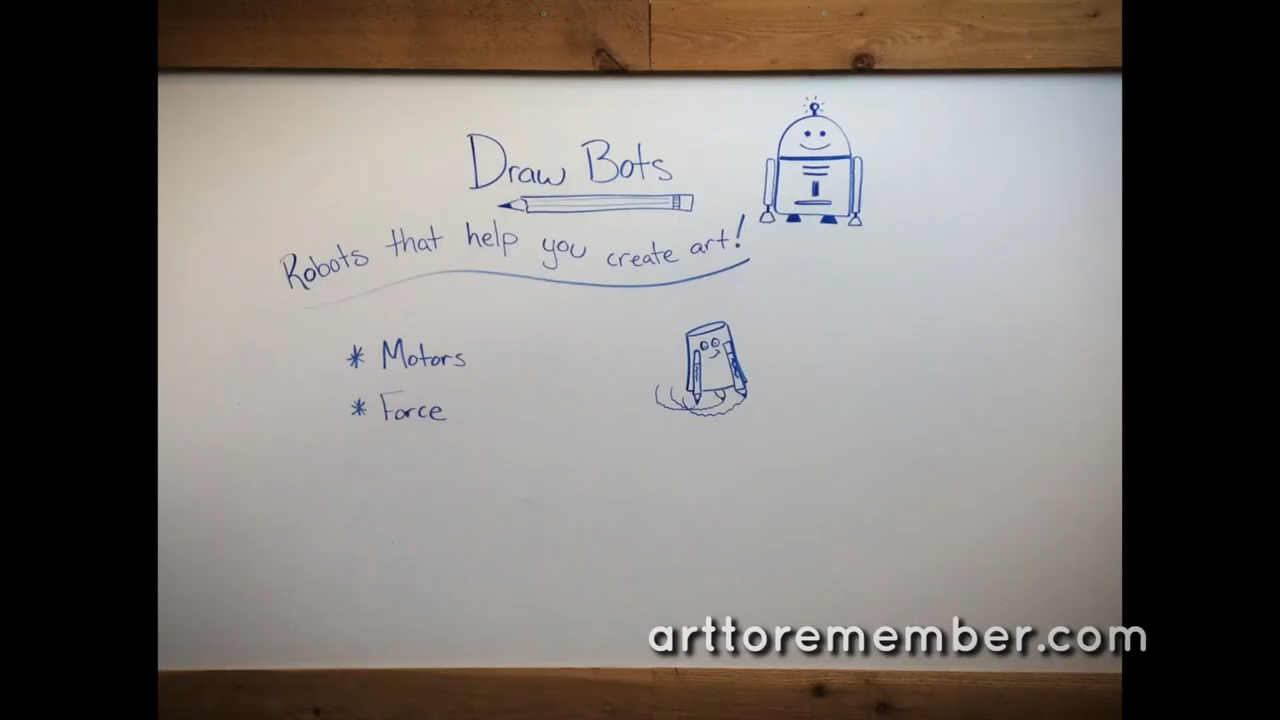 Draw Bots
Robots that help you create art!
* Motors
* Force
arttoremember.com